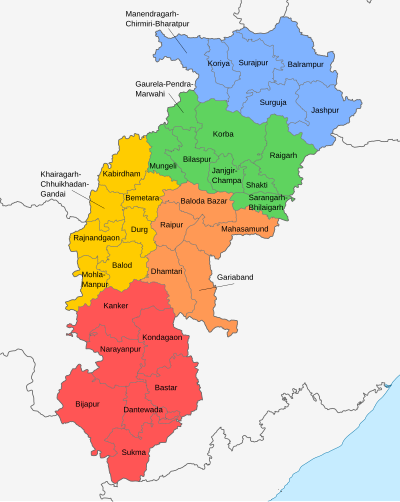 Manendragarh-
Chirmiri-Bharatpur
Koriya
Surajpur
Balrampur
Surguja
Jashpur
Gaurela-Pendra-
Marwahi
Korba
Raigarh
Mungeli
Bilaspur
Janjgir-
Champa
Shakti
Sarangarh
Bhilaigarh
Khairagarh-
Chhuikhadan-
Gandai
Kabirdham
Bemetara
Baloda Bazar
Rajnandgaon
Durg
Raipur
Mahasamund
Balod
Mohla-
Manpur
Dhamtari
Gariaband
Kanker
Kondagaon
Narayanpur
Bastar
Bijapur
Dantewada
Sukma